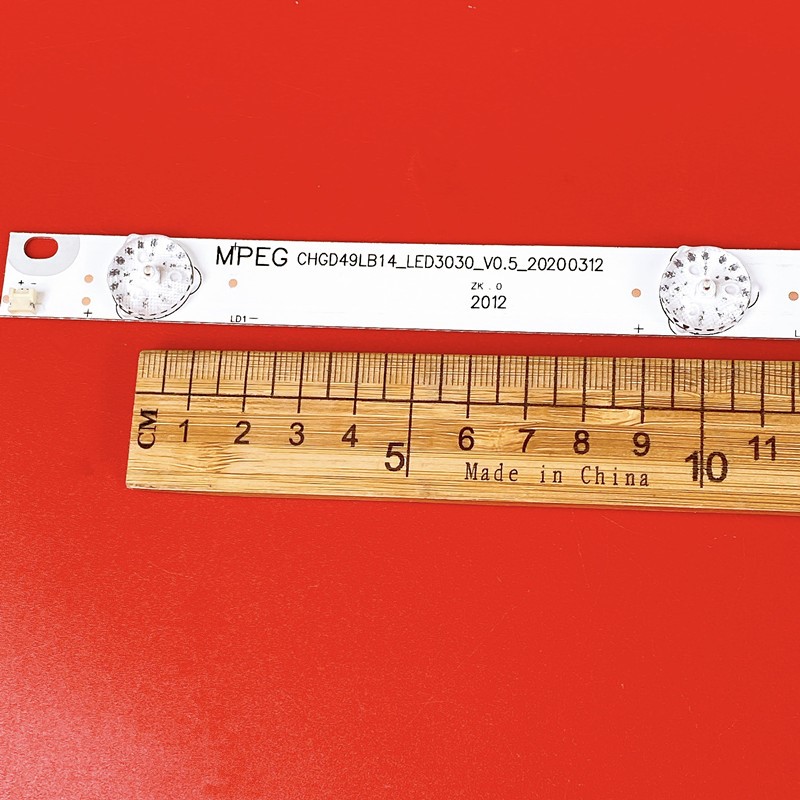 MPEG CHGD49LB14_LED3030_V0.5_20200312
+ -
ZK . 0
2012
+
LD1 —
+
L
CM 1 2 3 4 5 6 7 8 9 10 11
Made in China